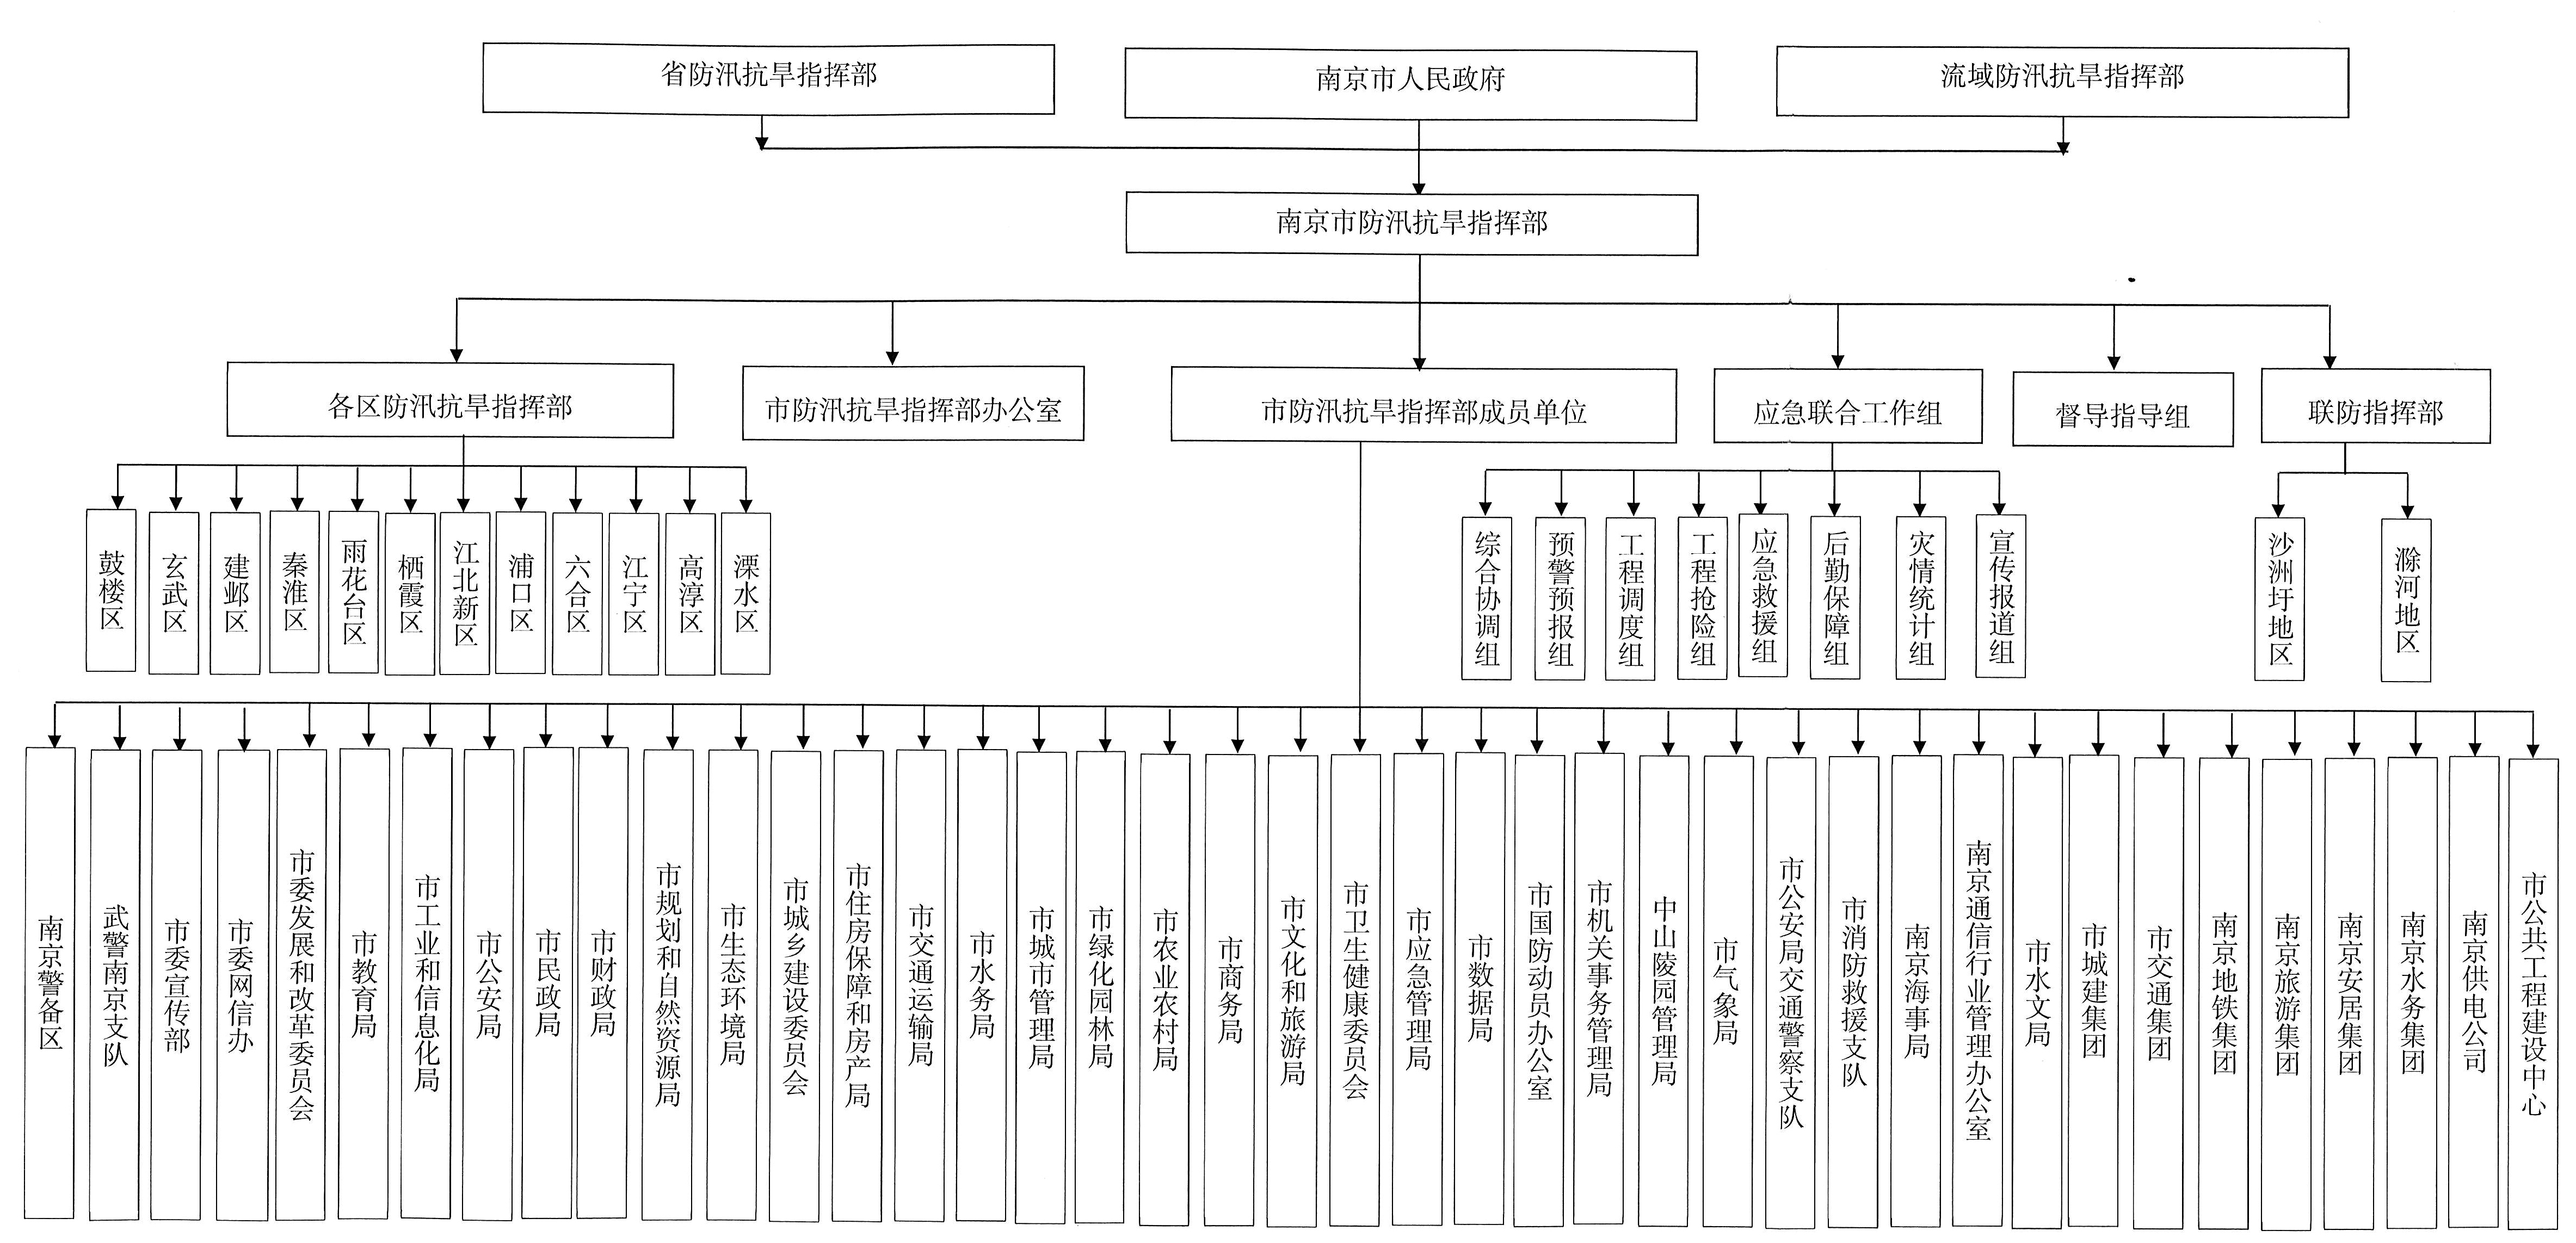 省防汛抗旱指挥部
南京市人民政府
流域防汛抗旱指挥部
南京市防汛抗旱指挥部
各区防汛抗旱指挥部
市防汛抗旱指挥部办公室
市防汛抗旱指挥部成员单位
应急联合工作组
督导指导组
联防指挥部
鼓楼区
玄武区
建邺区
秦淮区
雨花台区
栖霞区
江北新区
浦口区
六合区
江宁区
高淳区
溧水区
综合协调组
预警预报组
工程调度组
工程抢险组
应急救援组
后勤保障组
灾情统计组
宣传报道组
沙洲圩地区
滁河地区
南京警备区
武警南京支队
市委宣传部
市委网信办
市委发展和改革委员会
市教育局
市工业和信息化局
市公安局
市民政局
市财政局
市规划和自然资源局
市生态环境局
市城乡建设委员会
市住房保障和房产局
市交通运输局
市水务局
市城市管理局
市绿化园林局
市农业农村局
市商务局
市文化和旅游局
市卫生健康委员会
市应急管理局
市数据局
市国防动员办公室
市机关事务管理局
中山陵园管理局
市气象局
市公安局交通警察支队
市消防救援支队
南京海事局
南京通信行业管理办公室
市水文局
市城建集团
市交通集团
南京地铁集团
南京旅游集团
南京安居集团
南京水务集团
南京供电公司
市公共工程建设中心